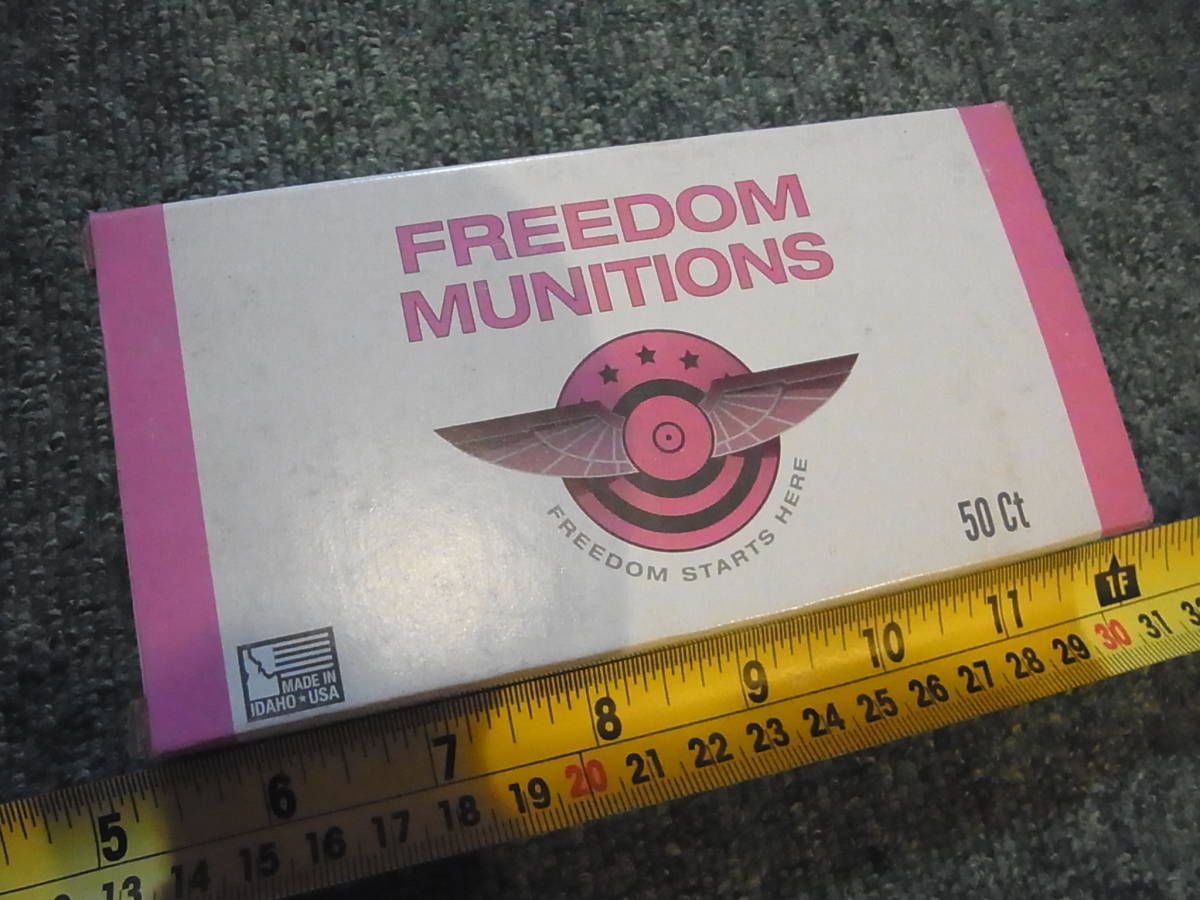 FREEDOM
MUNITIONS
FREEDOM STARTS HERE
50 Ct
MADE IN
IDAHO★USA
5 6 7 8 9 10 11 1F
13 14 15 16 17 18 19 20 21 22 23 24 25 26 27 28 29 30 31